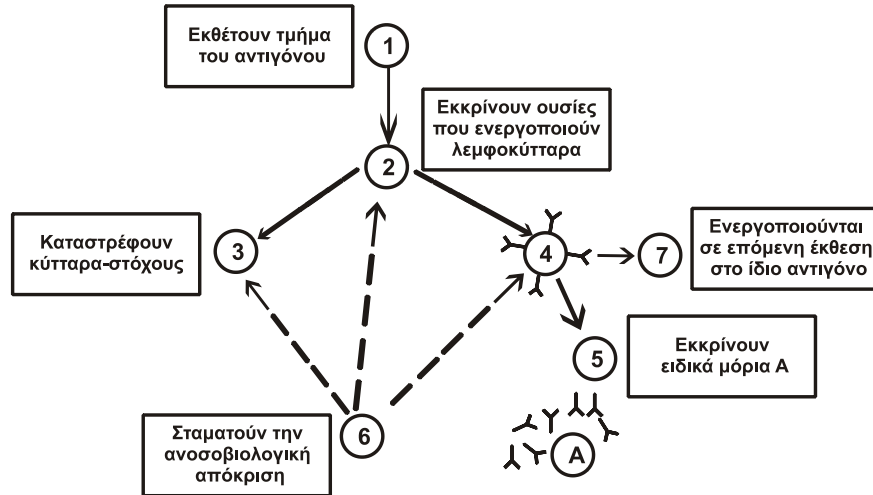 Εκθέτουν τμήμα
του αντιγόνου
1
Εκκρίνουν ουσίες
που ενεργοποιούν
λεμφοκύτταρα
2
Καταστρέφουν
κύτταρα-στόχους
3
4
7
Ενεργοποιούνται
σε επόμενη έκθεση
στο ίδιο αντιγόνο
5
Εκκρίνουν
ειδικά μόρια Α
Σταματούν την
ανοσοβιολογική
απόκριση
6
Α